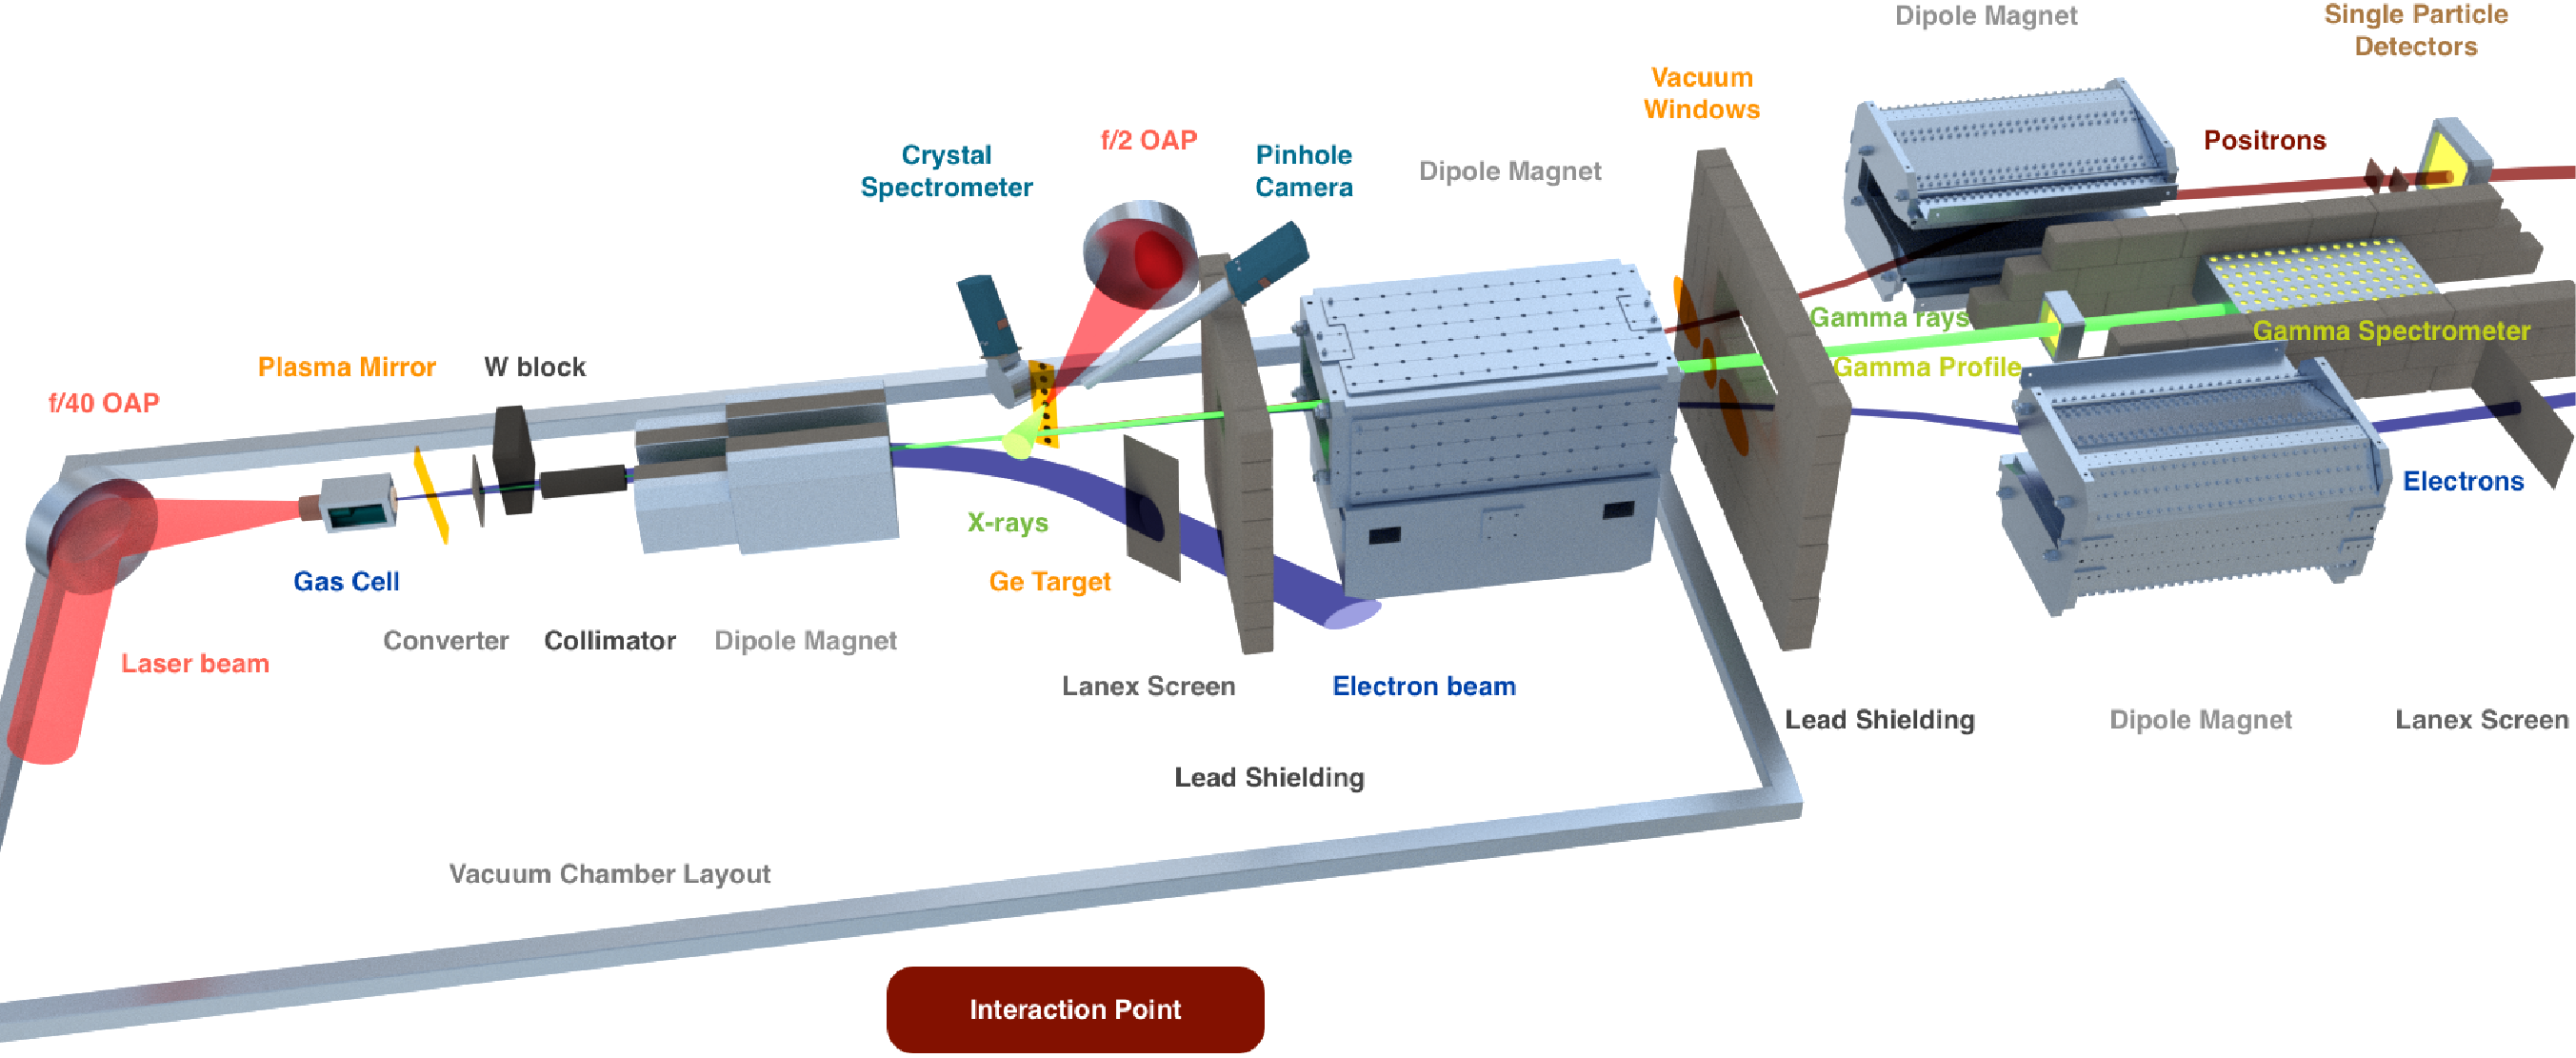 Dipole Magnet
Single Particle
Detectors
Vacuum
Windows
Positrons
f/2 OAP
Crystal
Spectrometer
Pinhole
Camera
Dipole Magnet
Gamma rays
Gamma Spectrometer
Gamma Profile
Plasma Mirror
W block
f/40 OAP
Electrons
X-rays
Gas Cell
Ge Target
Converter
Collimator
Dipole Magnet
Laser beam
Lanex Screen
Electron beam
Lead Shielding
Dipole Magnet
Lanex Screen
Lead Shielding
Vacuum Chamber Layout
Interaction Point